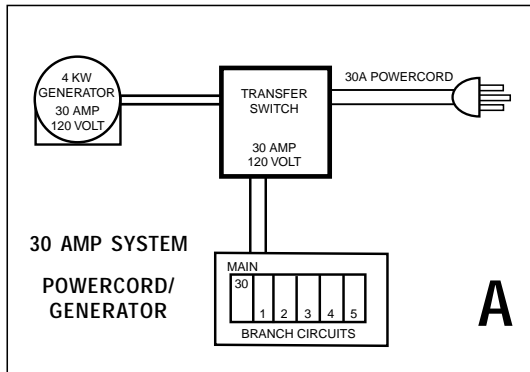 4 KW
GENERATOR
30 AMP
120 VOLT
TRANSFER
SWITCH
30 AMP
120 VOLT
30A POWERCORD
30 AMP SYSTEM
POWERCORD/
GENERATOR
MAIN
30
1 2 3 4 5
BRANCH CIRCUITS
A